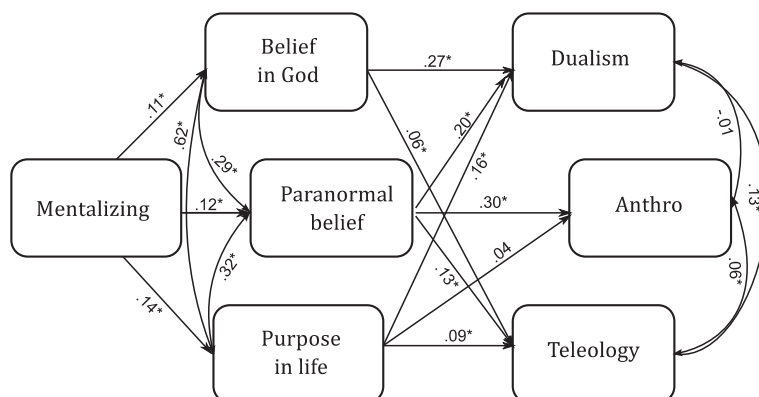 Belief
in God
Dualism
.27*
.11*
.62*
.29*
.06*
.20*
.16*
-.01
.13*
Mentalizing
.12*
Paranormal
belief
.30*
Anthro
.32*
.04
.13*
.06*
.14*
Purpose
in life
.09*
Teleology